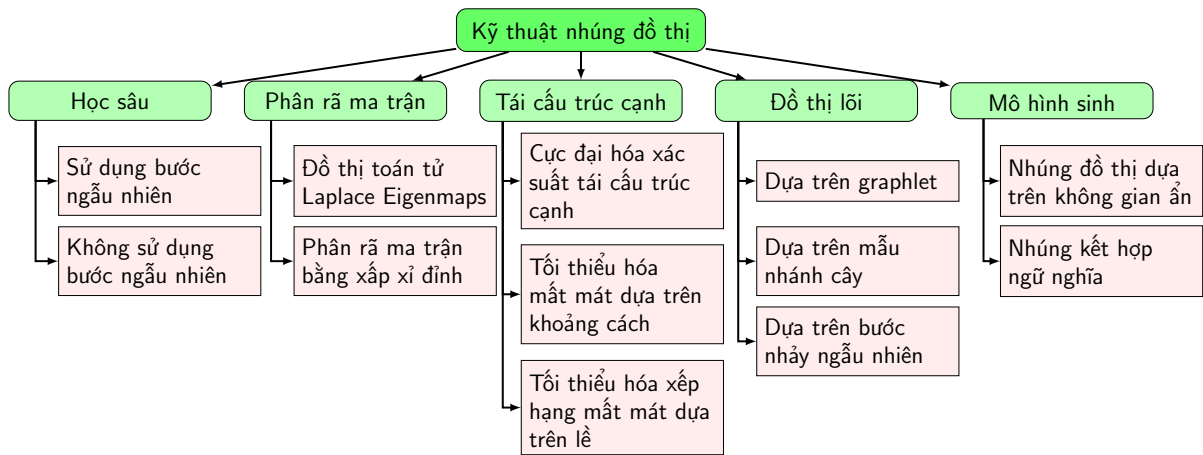 Kỹ thuật nhúng đồ thị
Học sâu
Sử dụng bước
ngẫu nhiên
Không sử dụng
bước ngẫu nhiên
Phân rã ma trận
Đồ thị toán tử
Laplace Eigenmaps
Phân rã ma trận
bằng xấp xỉ đỉnh
Tái cấu trúc cạnh
Cực đại hóa xác
suất tái cấu trúc
cạnh
Tối thiểu hóa
mất mát dựa trên
khoảng cách
Tối thiểu hóa xếp
hạng mất mát dựa
trên lề
Đồ thị lõi
Dựa trên graphlet
Dựa trên mẫu
nhánh cây
Dựa trên bước
nhảy ngẫu nhiên
Mô hình sinh
Nhúng đồ thị dựa
trên không gian ẩn
Nhúng kết hợp
ngữ nghĩa